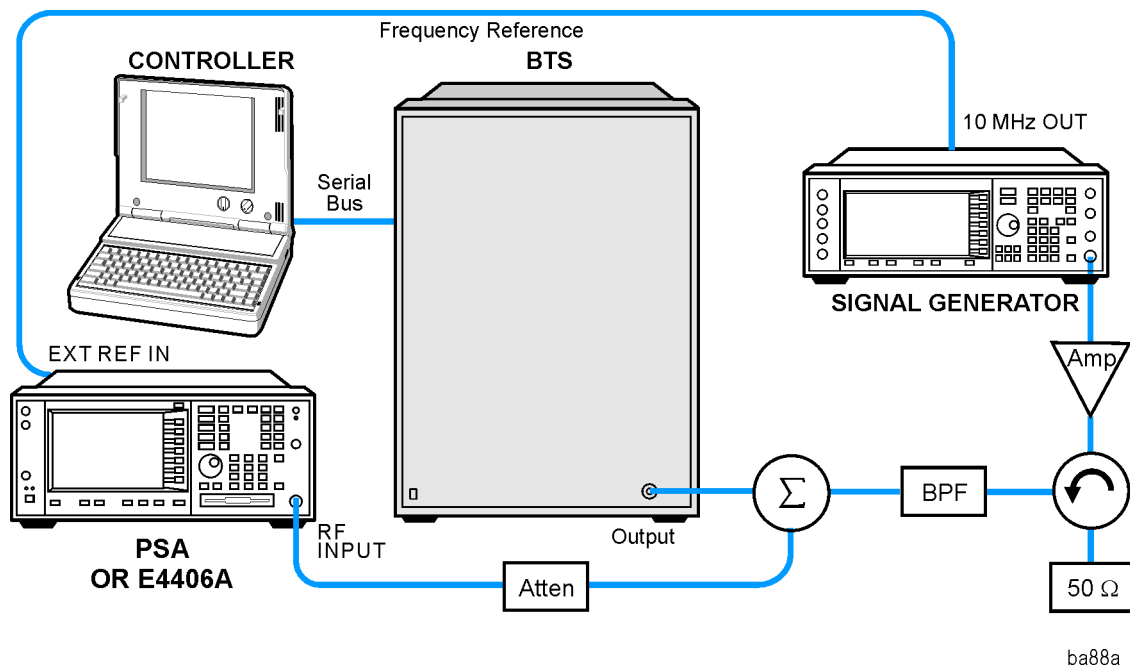 Frequency Reference
CONTROLLER
BTS
10 MHz OUT
Serial
Bus
SIGNAL GENERATOR
EXT REF IN
Amp
Σ
BPF
RF
INPUT
Output
PSA
OR E4406A
Atten
50 Ω
ba88a